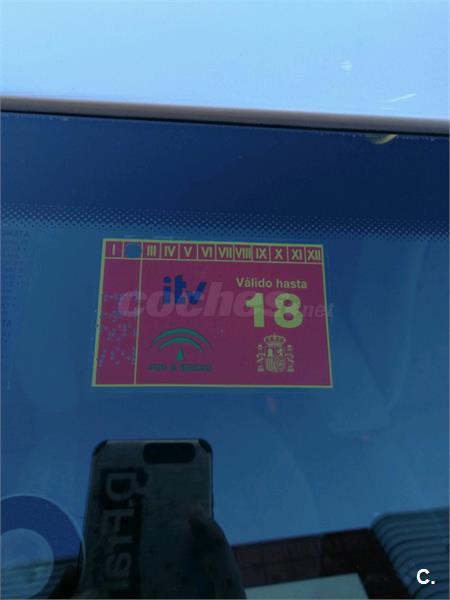 I III IV V VI VII VIII IX X XI XII
itv
Válido hasta
18
coches.net
C.